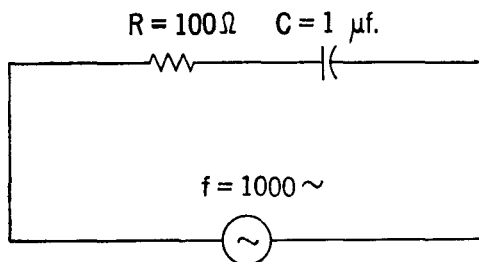 R = 100Ω C = 1 μf.
f = 1000 ~
~